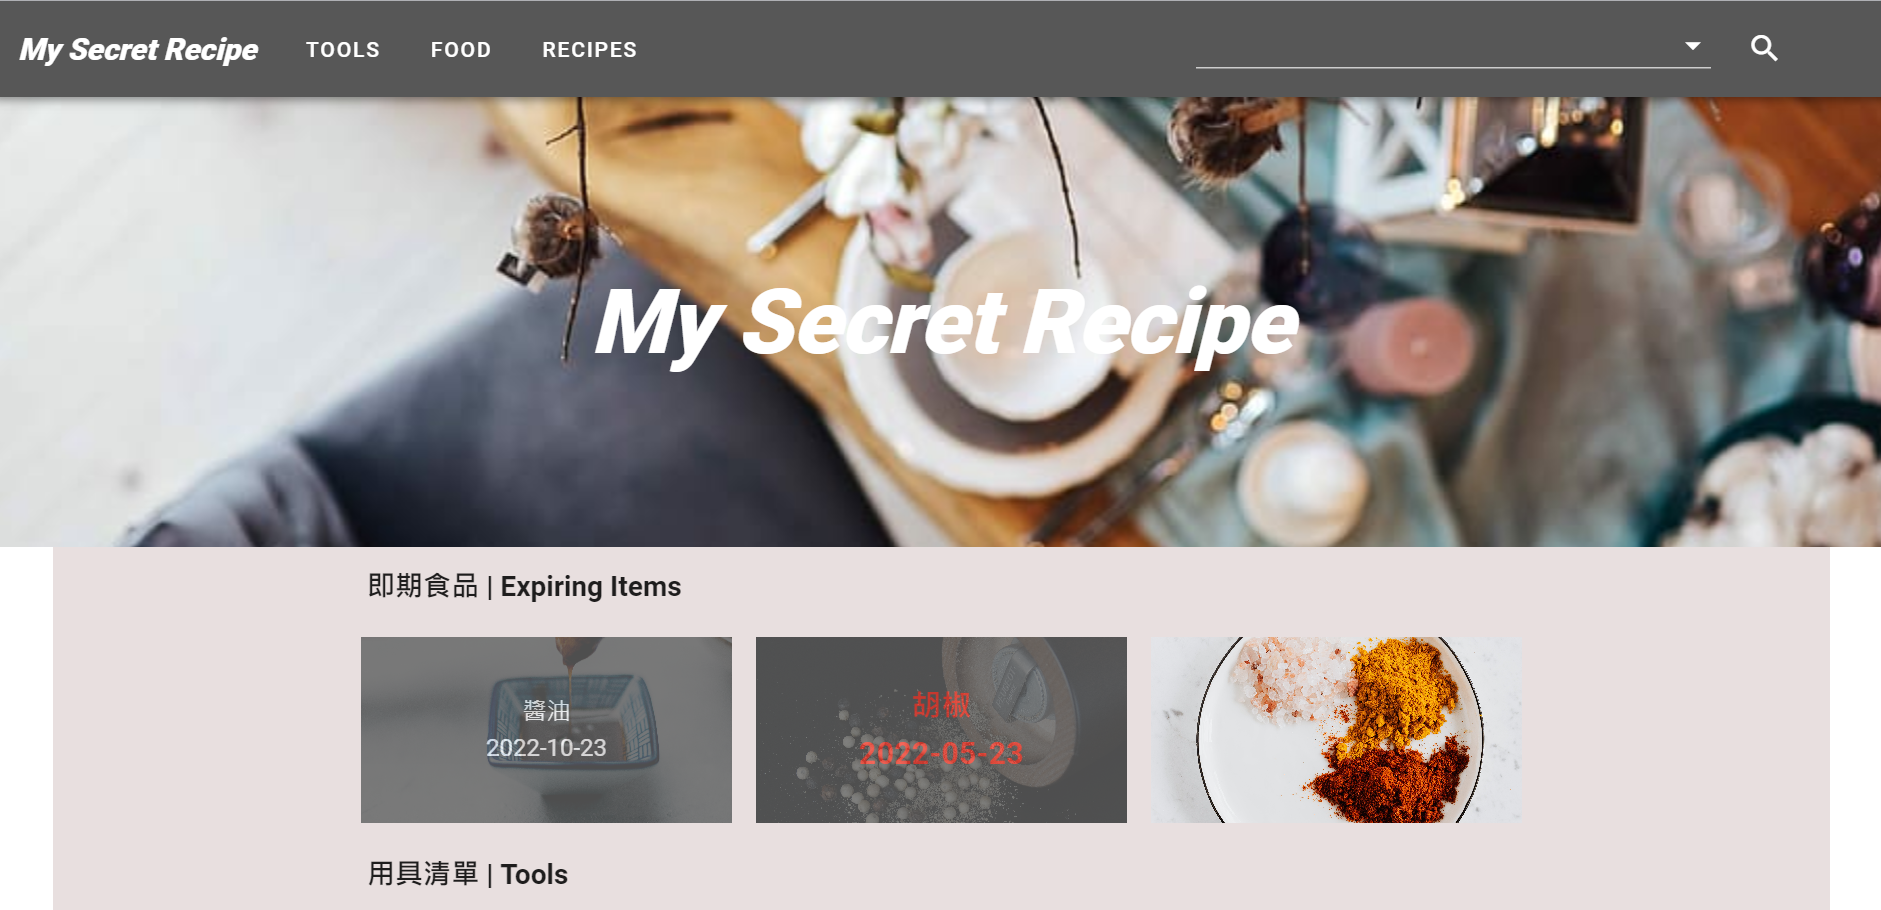 My Secret Recipe TOOLS FOOD RECIPES
My Secret Recipe
即期食品 | Expiring Items
醬油
2022-10-23
胡椒
2022-05-23
用具清單 | Tools